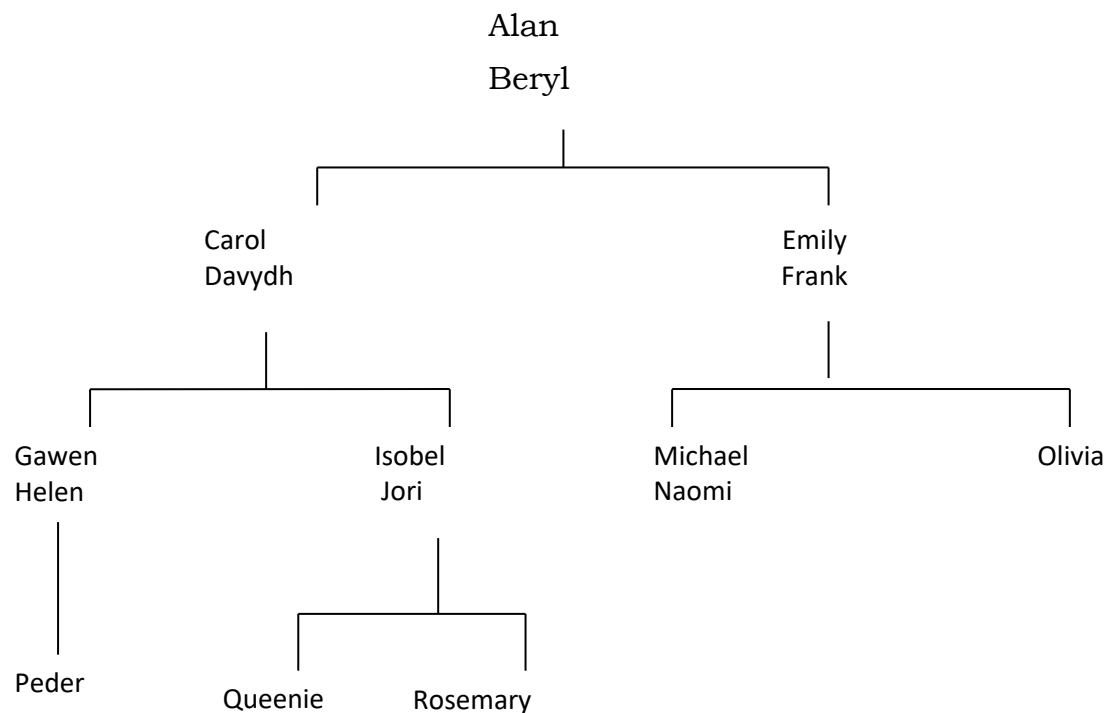 Alan
Beryl
Carol
Davydh
Emily
Frank
Gawen
Helen
Isobel
Jori
Michael
Naomi
Olivia
Peder
Queenie
Rosemary